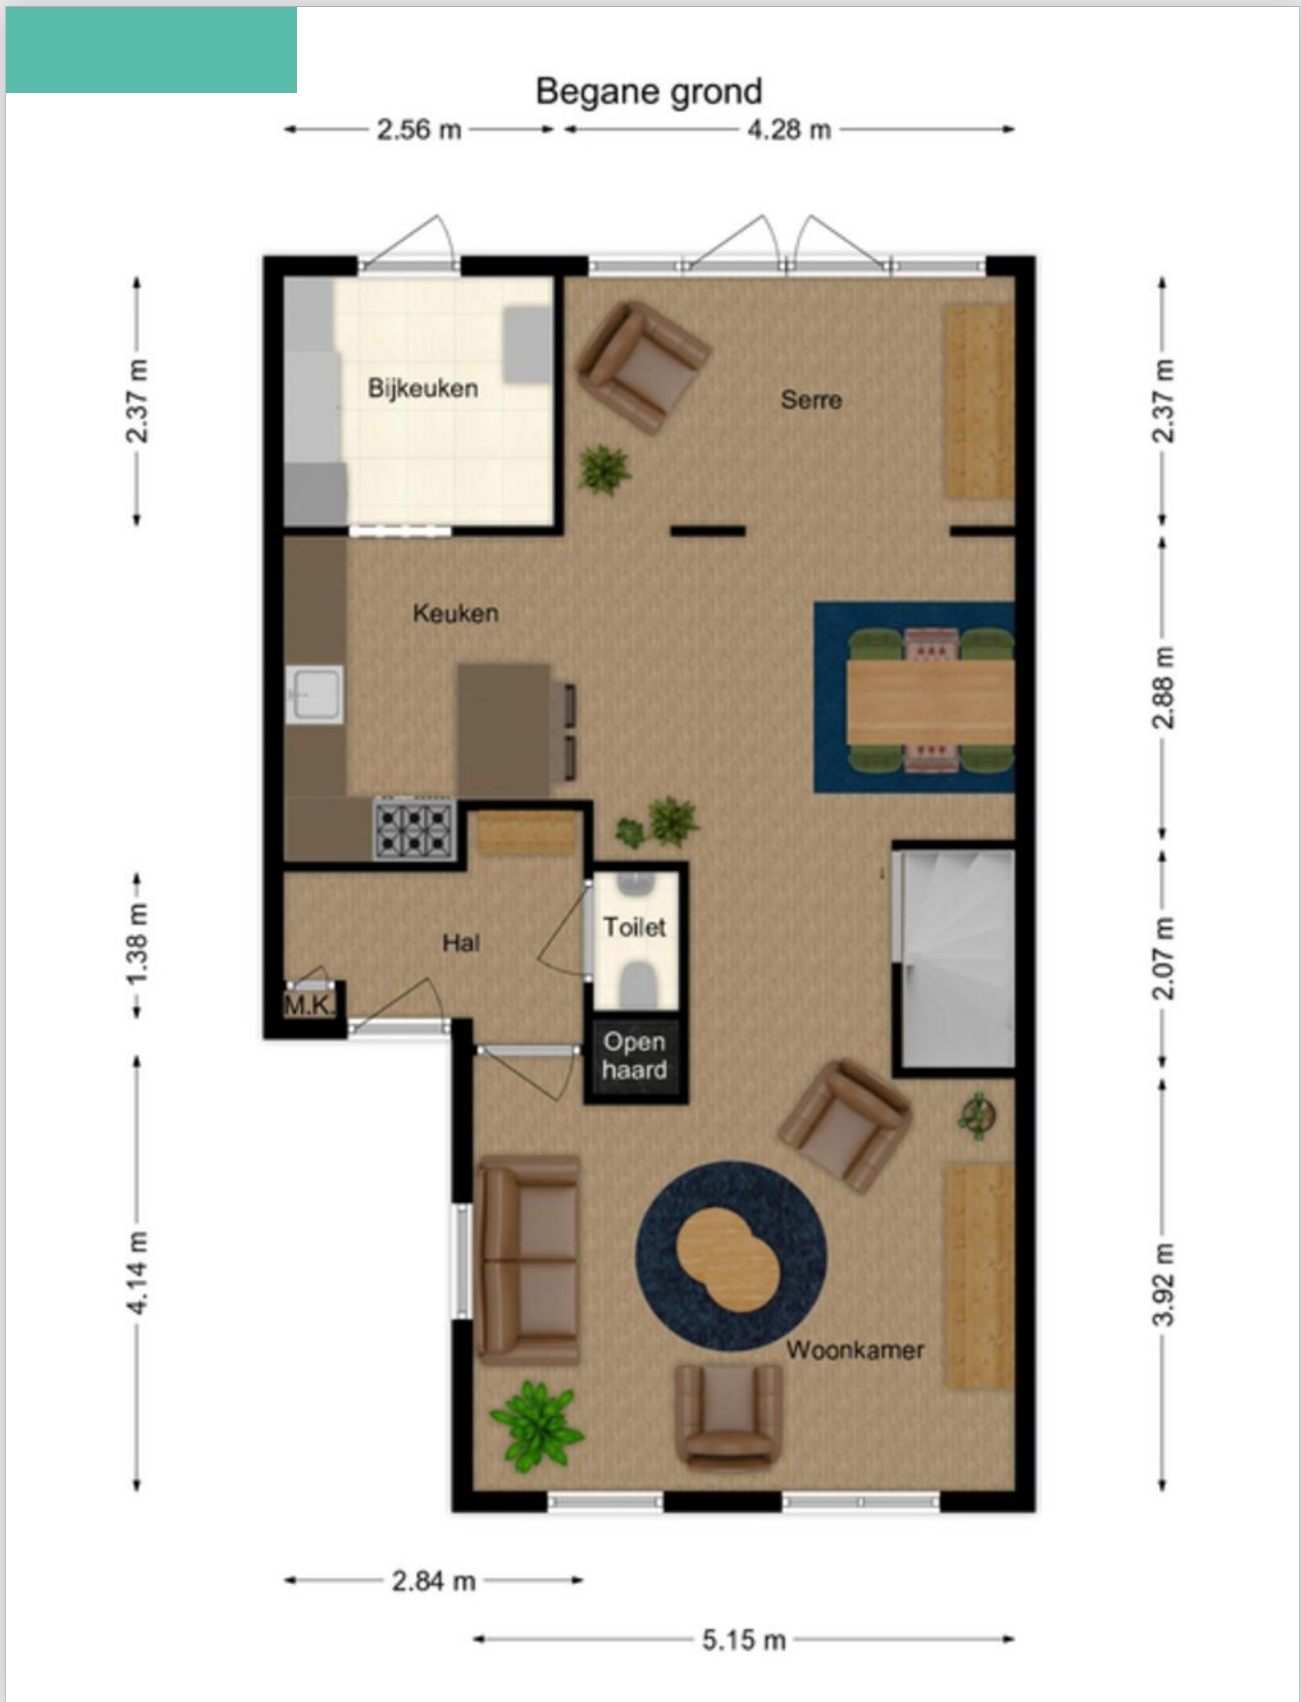 Begane grond
2.56 m
4.28 m
2.37 m
Bijkeuken
Serre
2.37 m
Keuken
2.88 m
1.38 m
Hal
Toilet
2.07 m
M.K.
Open
haard
4.14 m
3.92 m
Woonkamer
2.84 m
5.15 m